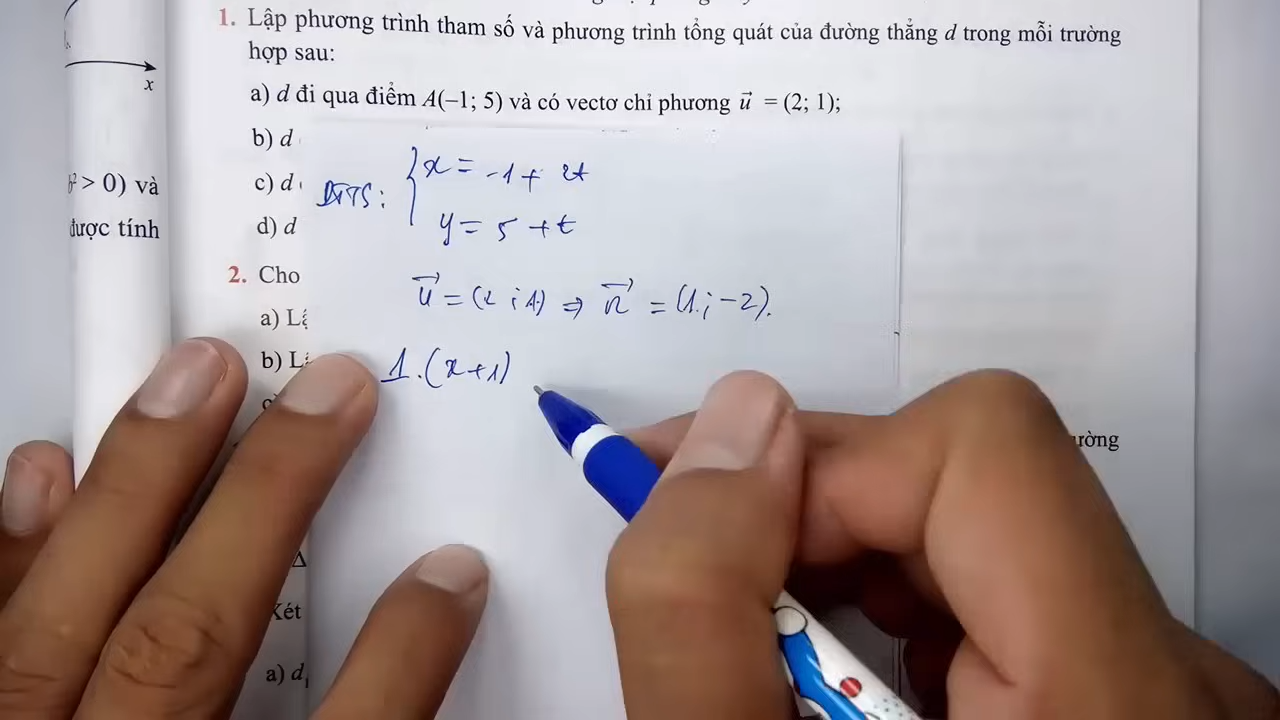 1. Lập phương trình tham số và phương trình tổng quát của đường thẳng d trong mỗi trường
hợp sau:
x
a) d đi qua điểm A(–1; 5) và có vectơ chỉ phương u⃗ = (2; 1);
b) d
c) d
d) d
> 0) và
được tính
PTTS: { x = -1 + 2t
y = 5 + t
2. Cho
u⃗ = (2; 1) ⇒ n⃗ = (1; -2).
a)
b)
1.(x+1)
Δ
Xét
a) d